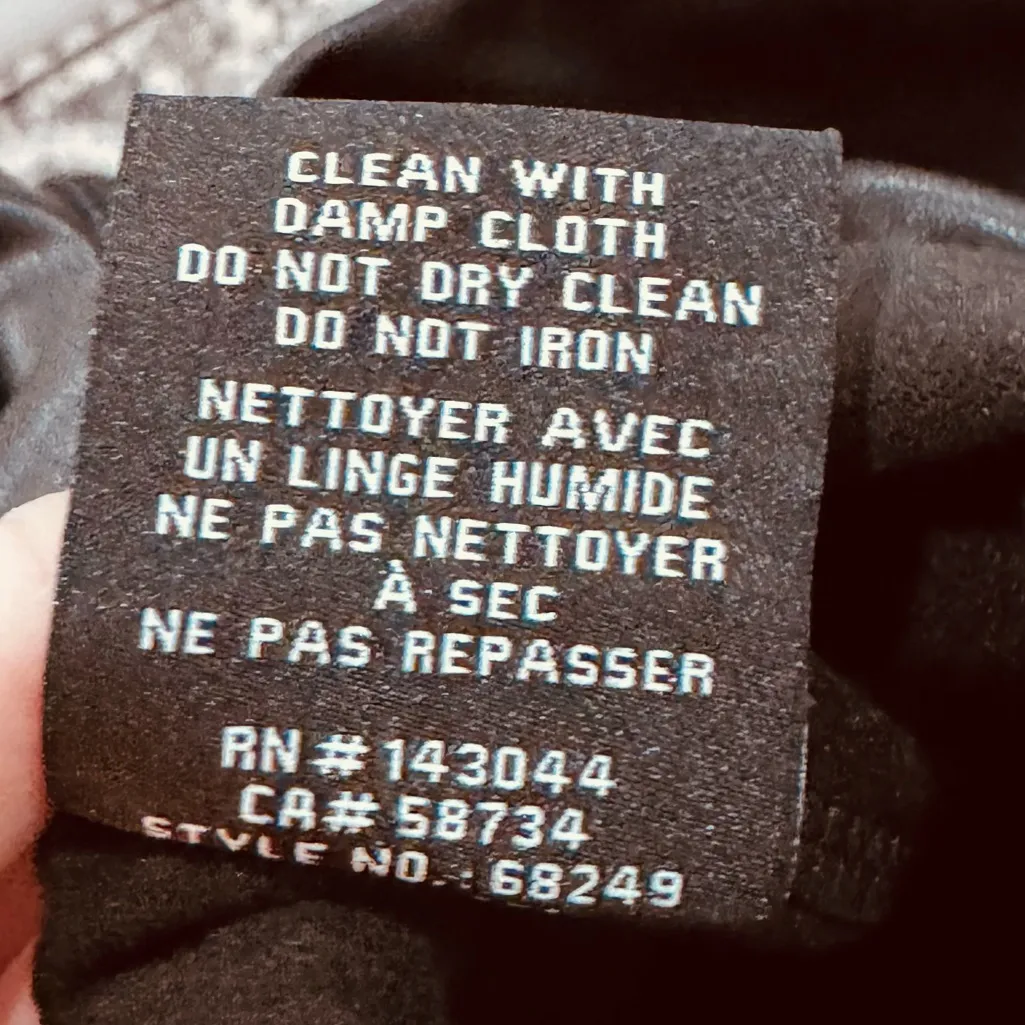 CLEAN WITH
DAMP CLOTH
DO NOT DRY CLEAN
DO NOT IRON
NETTOYER AVEC
UN LINGE HUMIDE
NE PAS NETTOYER
À SEC
NE PAS REPASSER
RN # 143044
CA# 58734
STYLE NO.: 68249